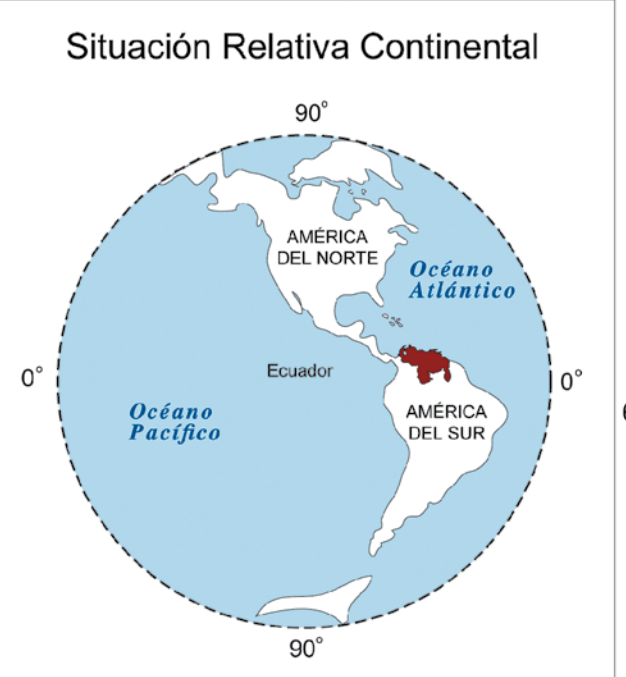 Situación Relativa Continental
90°
AMÉRICA
DEL NORTE
Océano
Atlántico
Ecuador
0°
0°
Océano
Pacífico
AMÉRICA
DEL SUR
90°